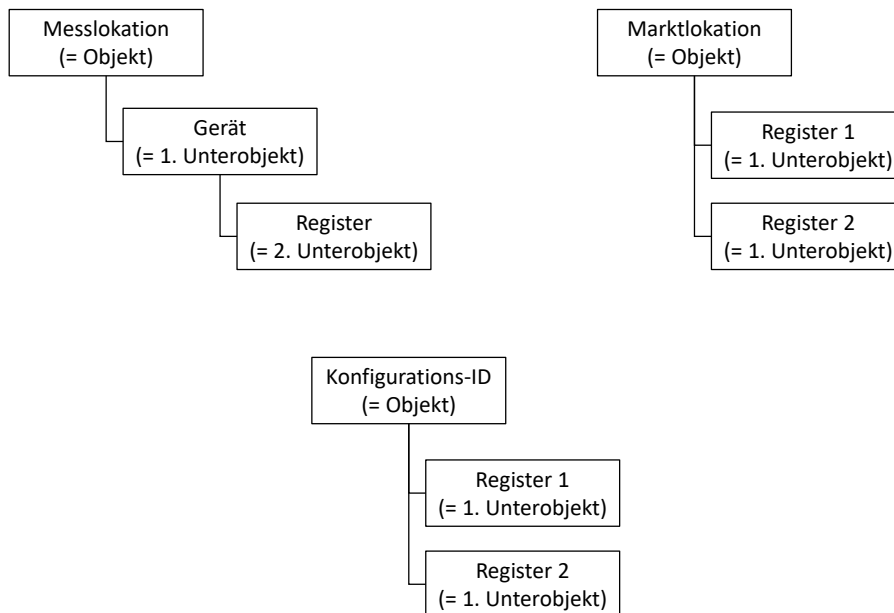 Messlokation
(= Objekt)
Gerät
(= 1. Unterobjekt)
Register
(= 2. Unterobjekt)
Marktlokation
(= Objekt)
Register 1
(= 1. Unterobjekt)
Register 2
(= 1. Unterobjekt)
Konfigurations-ID
(= Objekt)
Register 1
(= 1. Unterobjekt)
Register 2
(= 1. Unterobjekt)